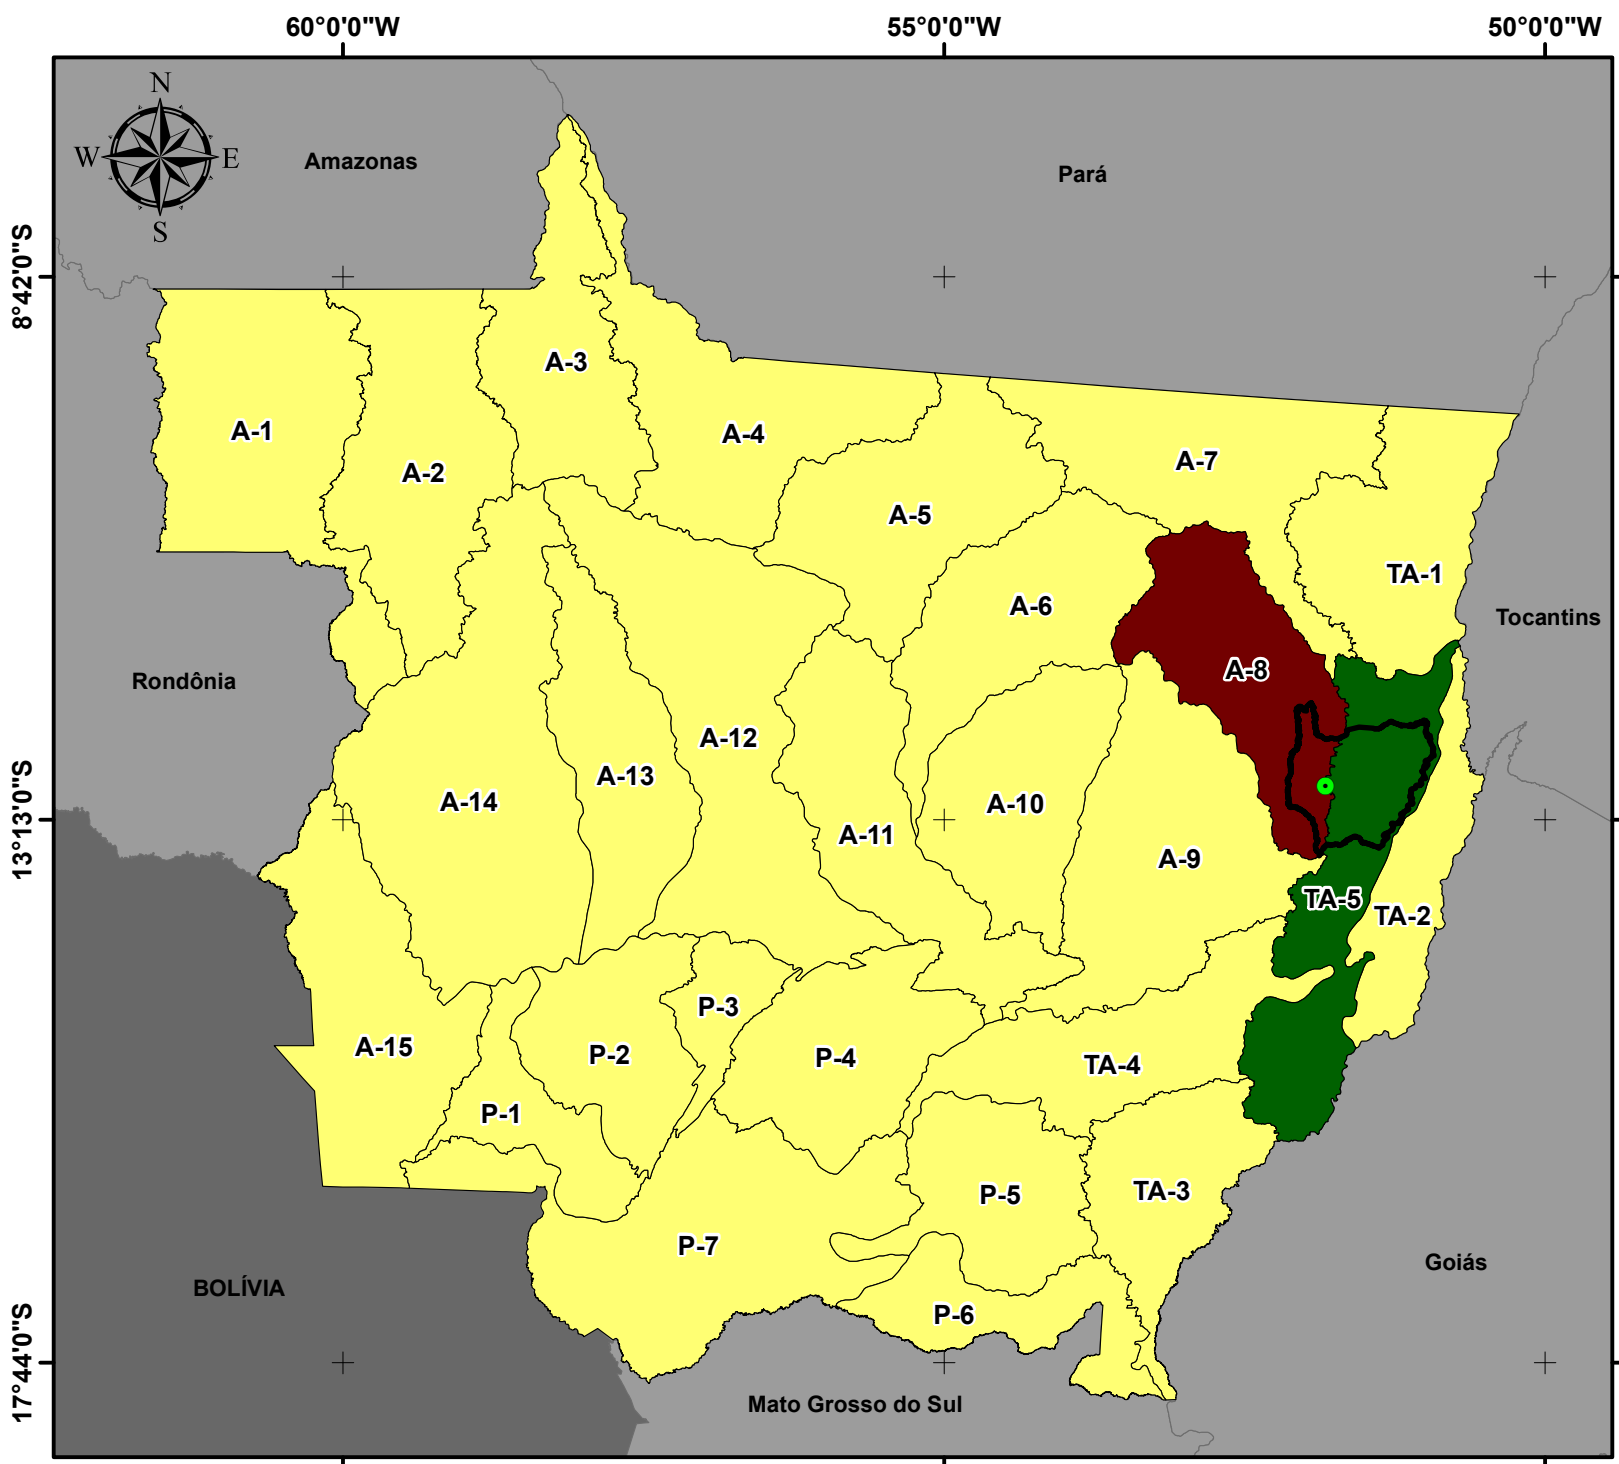 60°0'0"W
55°0'0"W
50°0'0"W
N
W
E
S
Amazonas
Pará
8°42'0"S
A-3
A-1
A-4
A-2
A-7
A-5
TA-1
A-6
Tocantins
Rondônia
A-8
A-12
A-13
A-14
A-10
13°13'0"S
A-11
A-9
TA-5
TA-2
P-3
A-15
P-2
P-4
TA-4
P-1
TA-3
P-5
P-7
Goiás
BOLÍVIA
P-6
17°44'0"S
Mato Grosso do Sul